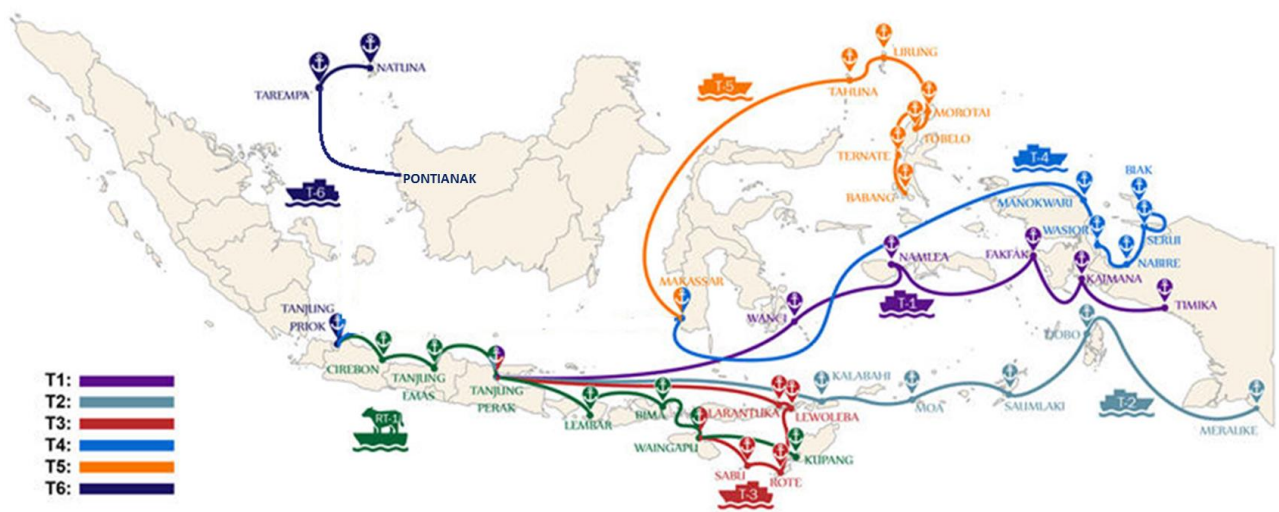 NATUNA
TAREMPA
PONTIANAK
T-6
T-5
LIRUNG
TAHUNA
MOROTAI
TOBELO
TERNATE
BABANG
T-4
BIAK
MANOKWARI
WASIOR
SERUI
NABIRE
NAMLEA
FAKFAK
KAIMANA
TIMIKA
T-1
MAKASSAR
WANCI
TANJUNG
PRIOK
CIREBON
TANJUNG
EMAS
TANJUNG
PERAK
RT-1
LEMBAR
BIMA
WAINGAPU
LARANTUKA
LEWOLEBA
KUPANG
SABU
ROTE
T-3
KALABAHI
MOA
SAUMLAKI
DOBO
T-2
MERAUKE
T1:
T2:
T3:
T4:
T5:
T6: